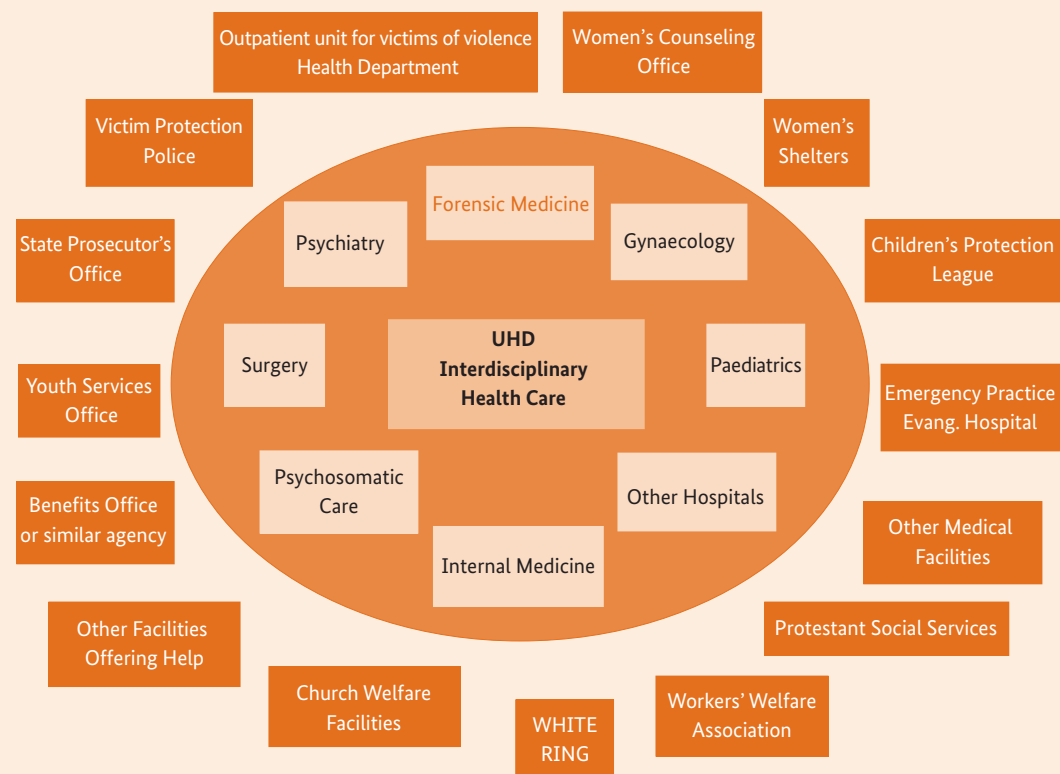 Outpatient unit for victims of violence
Health Department
Women's Counseling
Office
Victim Protection
Police
Women's
Shelters
Forensic Medicine
Psychiatry
Gynaecology
State Prosecutor's
Office
Children's Protection
League
UHD
Interdisciplinary
Health Care
Surgery
Paediatrics
Youth Services
Office
Emergency Practice
Evang. Hospital
Psychosomatic
Care
Other Hospitals
Benefits Office
or similar agency
Other Medical
Facilities
Internal Medicine
Other Facilities
Offering Help
Protestant Social Services
Church Welfare
Facilities
Workers' Welfare
Association
WHITE
RING